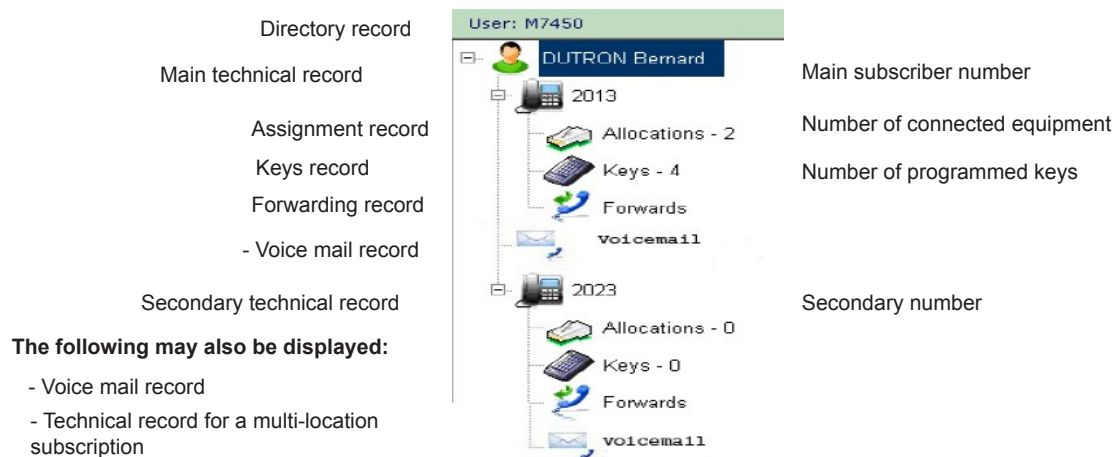 Directory record
User: M7450
DUTRON Bernard
Main technical record
Main subscriber number
2013
Assignment record
Allocations - 2
Number of connected equipment
Keys record
Keys - 4
Number of programmed keys
Forwarding record
Forwards
- Voice mail record
Voicemail
Secondary technical record
2023
Secondary number
Allocations - 0
The following may also be displayed:
Keys - 0
- Voice mail record
Forwards
- Technical record for a multi-location
subscription
voicemail